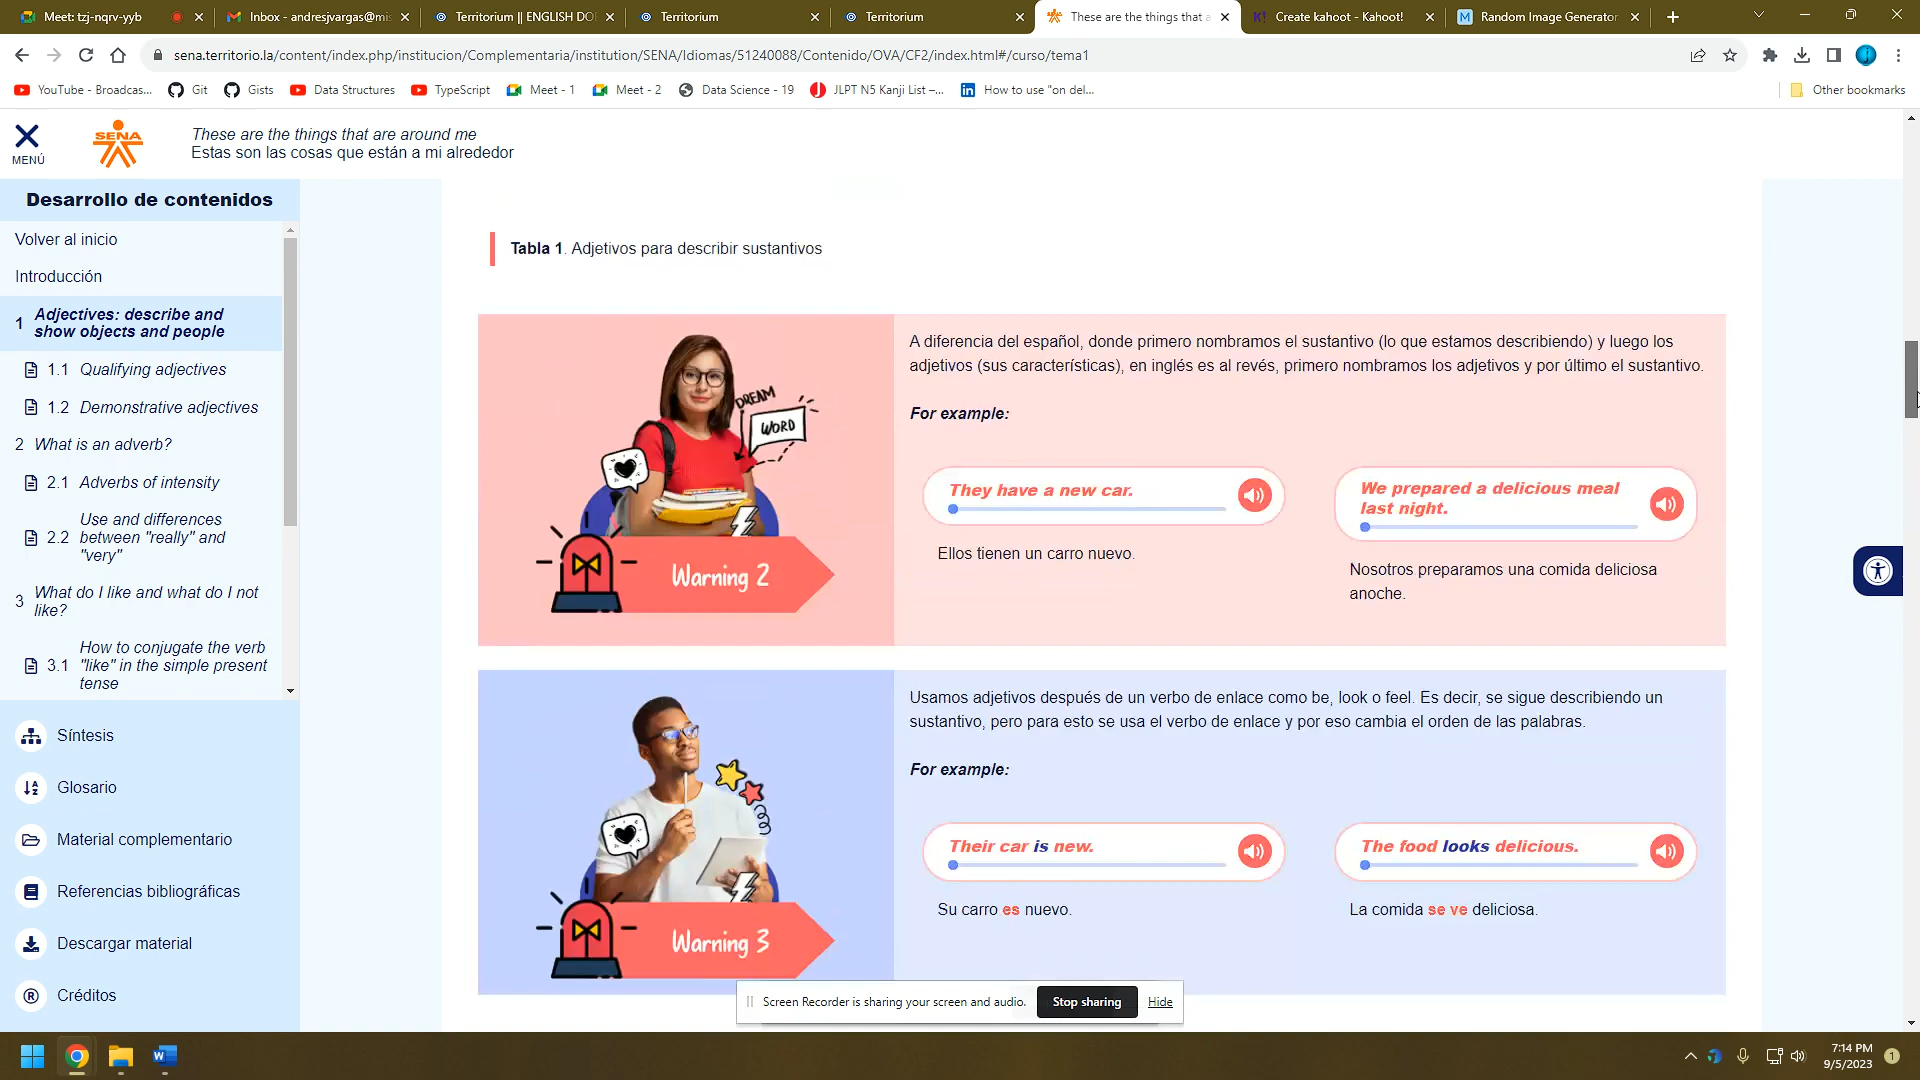 Meet: tzj-nqrv-yyb
Inbox - andresjvargas@mi
Territorium || ENGLISH DO
Territorium
Territorium
These are the things that a
Create kahoot - Kahoot!
Random Image Generator
sena.territorio.la/content/index.php/institucion/Complementaria/institution/SENA/Idiomas/51240088/Contenido/OVA/CF2/index.html#/curso/tema1
YouTube - Broadcas...
Git
Gists
Data Structures
TypeScript
Meet - 1
Meet - 2
Data Science - 19
JLPT N5 Kanji List –...
How to use "on del...
Other bookmarks
MENÚ
SENA
These are the things that are around me
Estas son las cosas que están a mi alrededor
Desarrollo de contenidos
Volver al inicio
Introducción
1 Adjectives: describe and
show objects and people
1.1 Qualifying adjectives
1.2 Demonstrative adjectives
2 What is an adverb?
2.1 Adverbs of intensity
2.2 Use and differences
between "really" and
"very"
3 What do I like and what do I not
like?
3.1 How to conjugate the verb
"like" in the simple present
tense
Síntesis
Glosario
Material complementario
Referencias bibliográficas
Descargar material
Créditos
Tabla 1. Adjetivos para describir sustantivos
DREAM
WORD
Warning 2
A diferencia del español, donde primero nombramos el sustantivo (lo que estamos describiendo) y luego los
adjetivos (sus características), en inglés es al revés, primero nombramos los adjetivos y por último el sustantivo.
For example:
They have a new car.
Ellos tienen un carro nuevo.
We prepared a delicious meal
last night.
Nosotros preparamos una comida deliciosa
anoche.
Warning 3
Usamos adjetivos después de un verbo de enlace como be, look o feel. Es decir, se sigue describiendo un
sustantivo, pero para esto se usa el verbo de enlace y por eso cambia el orden de las palabras.
For example:
Their car is new.
Su carro es nuevo.
The food looks delicious.
La comida se ve deliciosa.
Screen Recorder is sharing your screen and audio.
Stop sharing
Hide
7:14 PM
9/5/2023
1